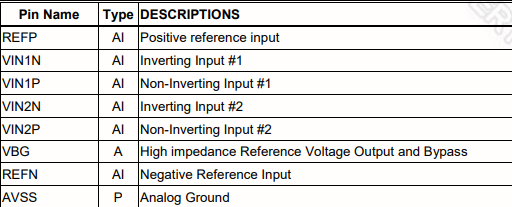 Pin Name Type DESCRIPTIONS
REFP AI Positive reference input
VIN1N AI Inverting Input #1
VIN1P AI Non-Inverting Input #1
VIN2N AI Inverting Input #2
VIN2P AI Non-Inverting Input #2
VBG A High impedance Reference Voltage Output and Bypass
REFN AI Negative Reference Input
AVSS P Analog Ground